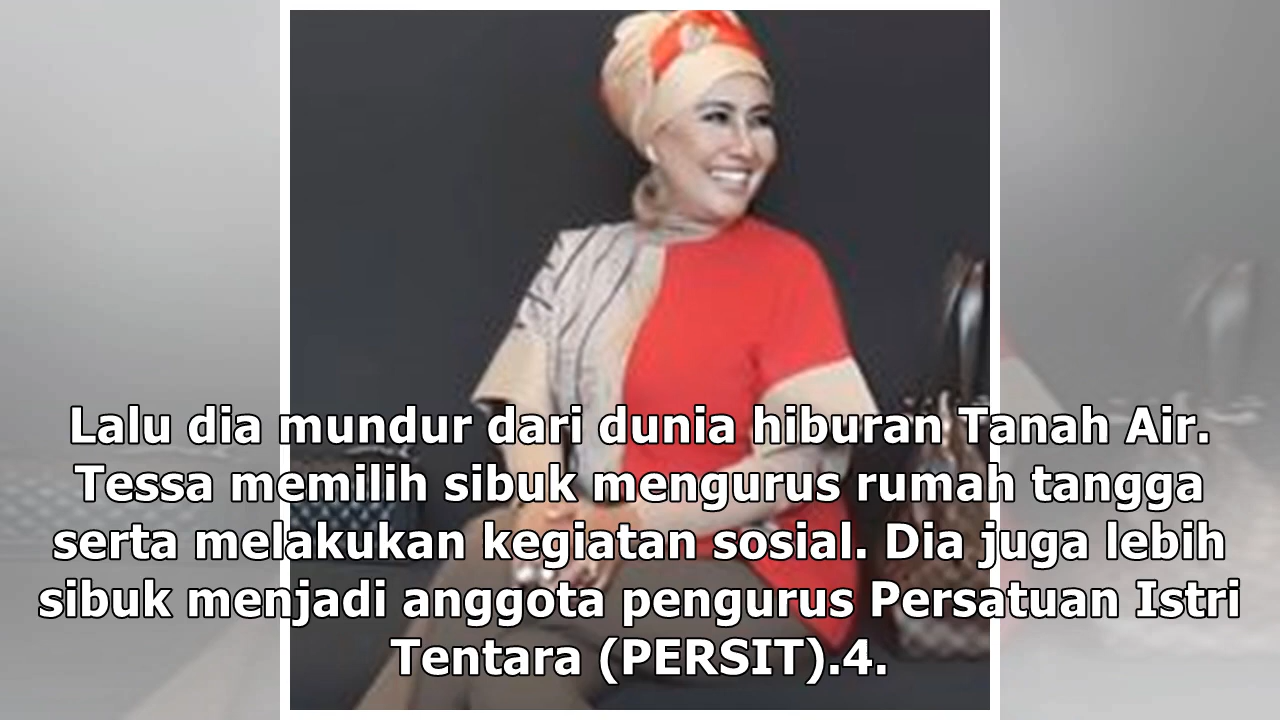 Lalu dia mundur dari dunia hiburan Tanah Air.
Tessa memilih sibuk mengurus rumah tangga
serta melakukan kegiatan sosial. Dia juga lebih
sibuk menjadi anggota pengurus Persatuan Istri
Tentara (PERSIT).4.